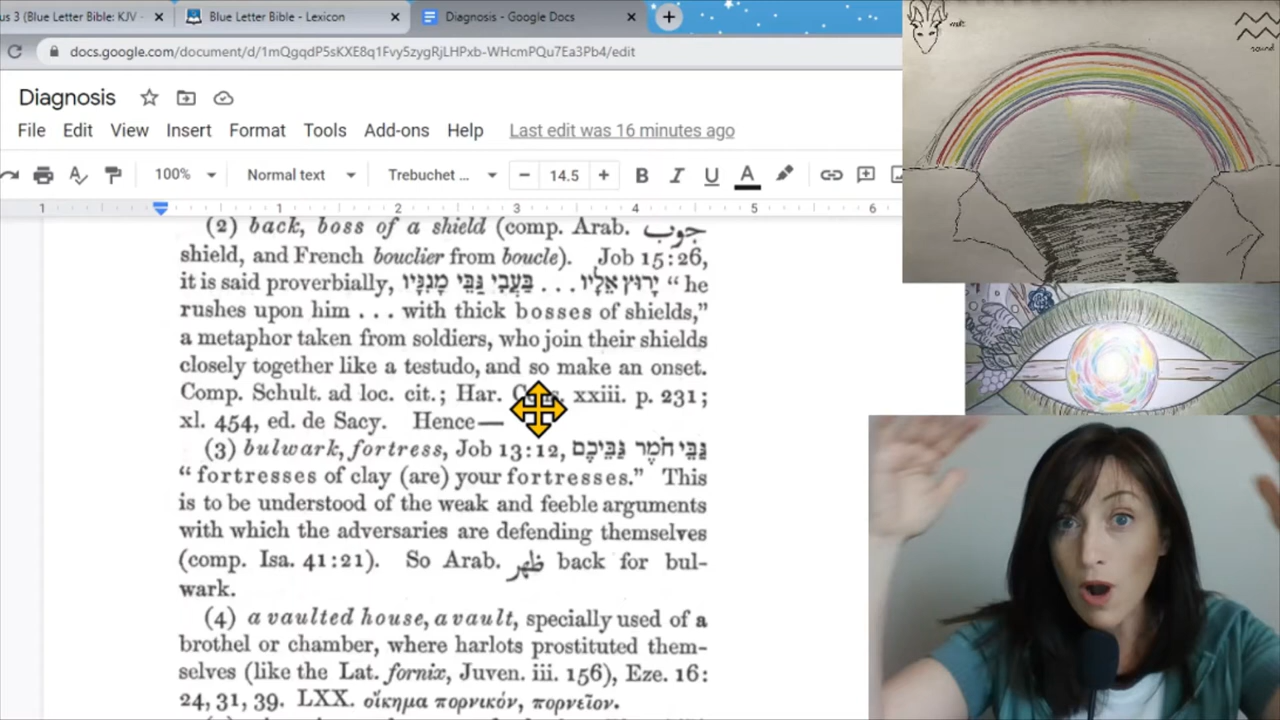 us 3 (Blue Letter Bible: KJV -
Blue Letter Bible - Lexicon
Diagnosis - Google Docs
docs.google.com/document/d/1mQgqdP5sKXE8q1Fvy5zygRjLHPxb-WHcmPQu7Ea3Pb4/edit
Diagnosis
File Edit View Insert Format Tools Add-ons Help Last edit was 16 minutes ago
100% Normal text Trebuchet ... 14.5 B I U A
1 1 2 3 4 5 6
(2) back, boss of a shield (comp. Arab. جوب
shield, and French bouclier from boucle). Job 15:26,
it is said proverbially, יָרוּץ אֵלָיו . . . בַּעֲבִי גַּבֵּי מָגִנָּיו “he
rushes upon him . . . with thick bosses of shields,”
a metaphor taken from soldiers, who join their shields
closely together like a testudo, and so make an onset.
Comp. Schult. ad loc. cit.; Har. xxiii. p. 231;
xl. 454, ed. de Sacy. Hence—
(3) bulwark, fortress, Job 13:12, גַּבֵּי חֹמֶר גַּבֵּיכֶם
“fortresses of clay (are) your fortresses.” This
is to be understood of the weak and feeble arguments
with which the adversaries are defending themselves
(comp. Isa. 41:21). So Arab. ظهر back for bul-
wark.
(4) a vaulted house, a vault, specially used of a
brothel or chamber, where harlots prostituted them-
selves (like the Lat. fornix, Juven. iii. 156), Eze. 16:
24, 31, 39. LXX. οἴκημα πορνικόν, πορνεῖον.
sound